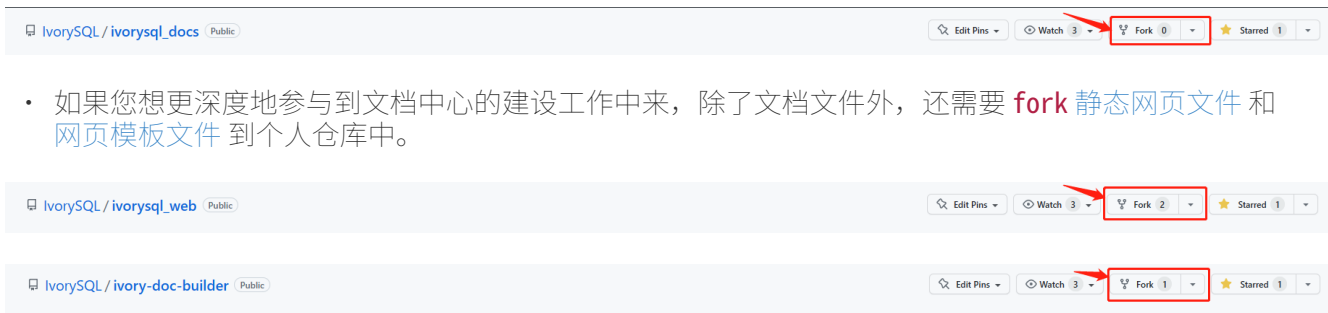 IvorySQL / ivorysql_docs Public Edit Pins Watch 3 Fork 0 Starred 1
• 如果您想更深度地参与到文档中心的建设工作中来，除了文档文件外，还需要 fork 静态网页文件 和
网页模板文件 到个人仓库中。
IvorySQL / ivorysql_web Public Edit Pins Watch 3 Fork 2 Starred 1
IvorySQL / ivory-doc-builder Public Edit Pins Watch 3 Fork 1 Starred 1